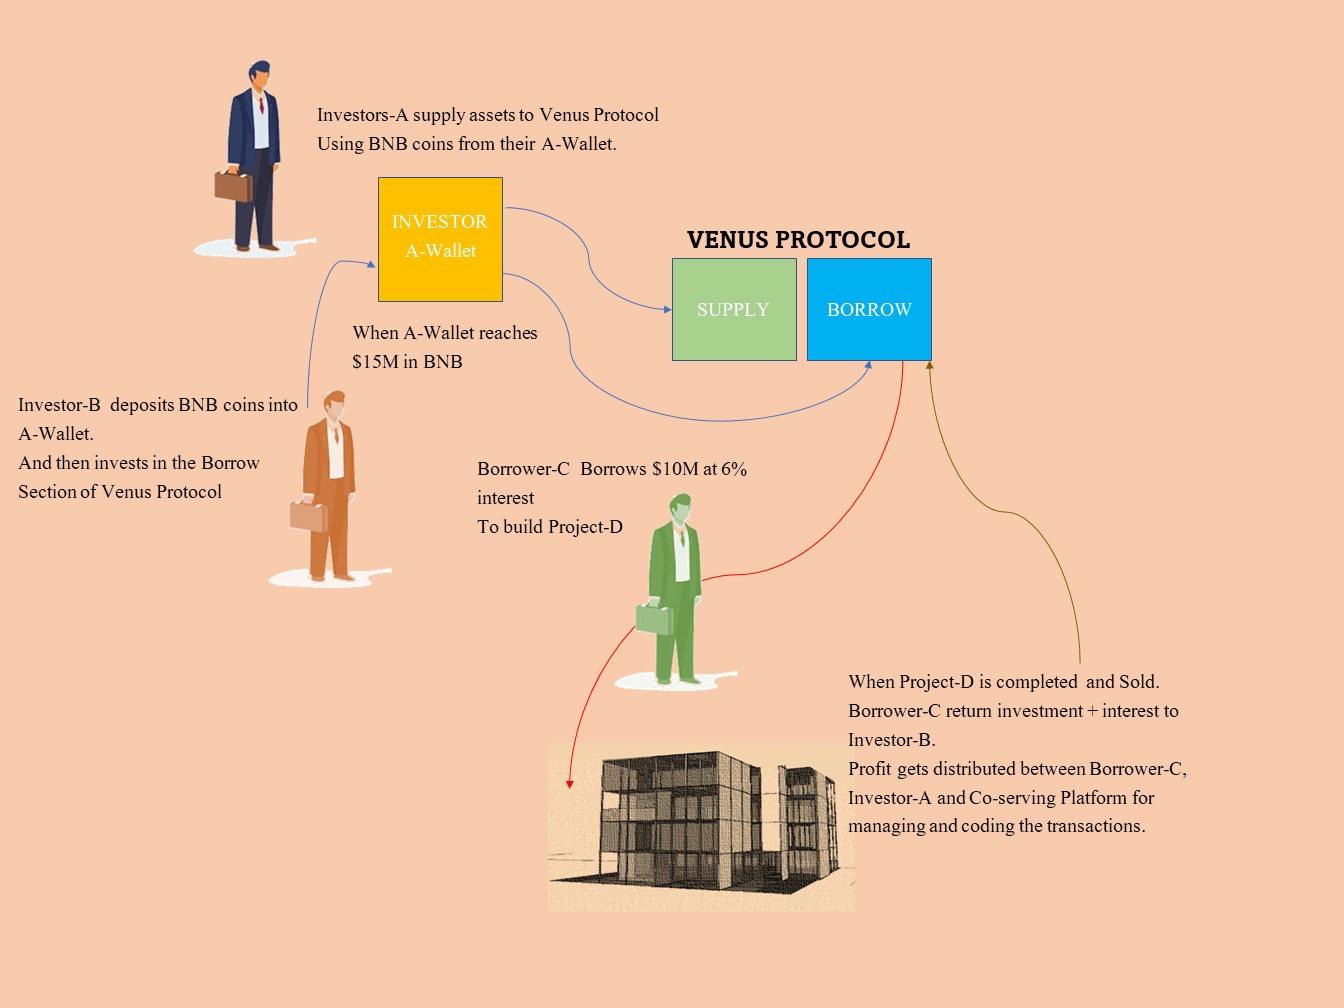 Investors-A supply assets to Venus Protocol
Using BNB coins from their A-Wallet.
INVESTOR
A-Wallet
VENUS PROTOCOL
SUPPLY
BORROW
When A-Wallet reaches
$15M in BNB
Investor-B deposits BNB coins into
A-Wallet.
And then invests in the Borrow
Section of Venus Protocol
Borrower-C Borrows $10M at 6%
interest
To build Project-D
When Project-D is completed and Sold.
Borrower-C return investment + interest to
Investor-B.
Profit gets distributed between Borrower-C,
Investor-A and Co-serving Platform for
managing and coding the transactions.